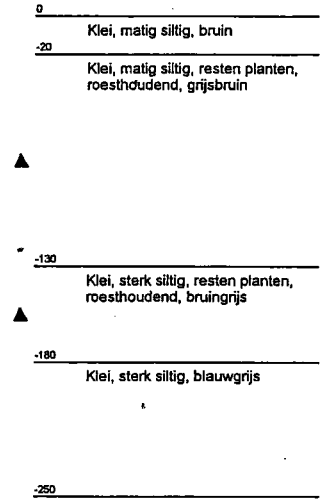 0
Klei, matig siltig, bruin
-20
Klei, matig siltig, resten planten,
roesthoudend, grijsbruin
-130
Klei, sterk siltig, resten planten,
roesthoudend, bruingrijs
-180
Klei, sterk siltig, blauwgrijs
-250